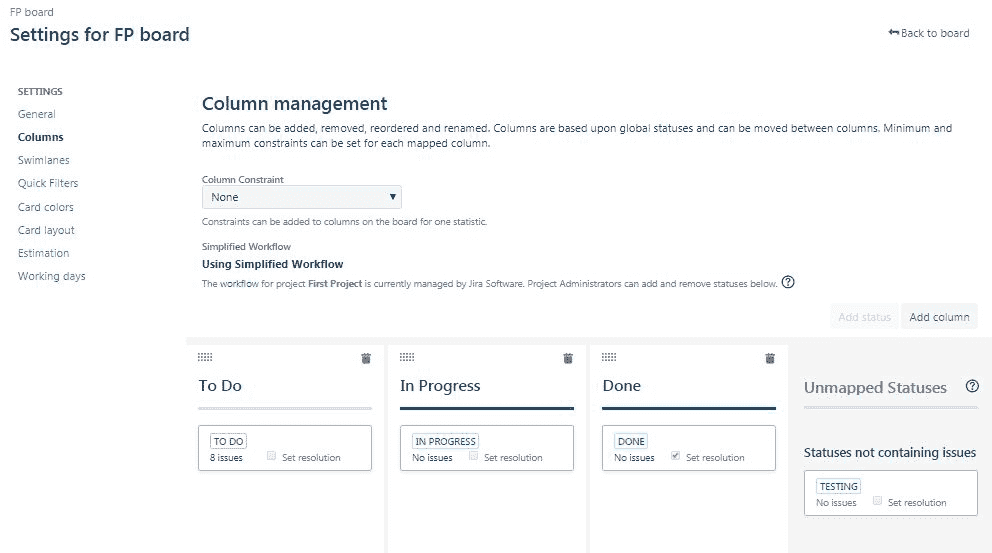 FP board
Settings for FP board
Back to board
SETTINGS
General
Columns
Swimlanes
Quick Filters
Card colors
Card layout
Estimation
Working days
Column management
Columns can be added, removed, reordered and renamed. Columns are based upon global statuses and can be moved between columns. Minimum and
maximum constraints can be set for each mapped column.
Column Constraint
None
Constraints can be added to columns on the board for one statistic.
Simplified Workflow
Using Simplified Workflow
The workflow for project First Project is currently managed by Jira Software. Project Administrators can add and remove statuses below. ?
Add status Add column
To Do
TO DO
8 issues Set resolution
In Progress
IN PROGRESS
No issues Set resolution
Done
DONE
No issues Set resolution
Unmapped Statuses ?
Statuses not containing issues
TESTING
No issues Set resolution